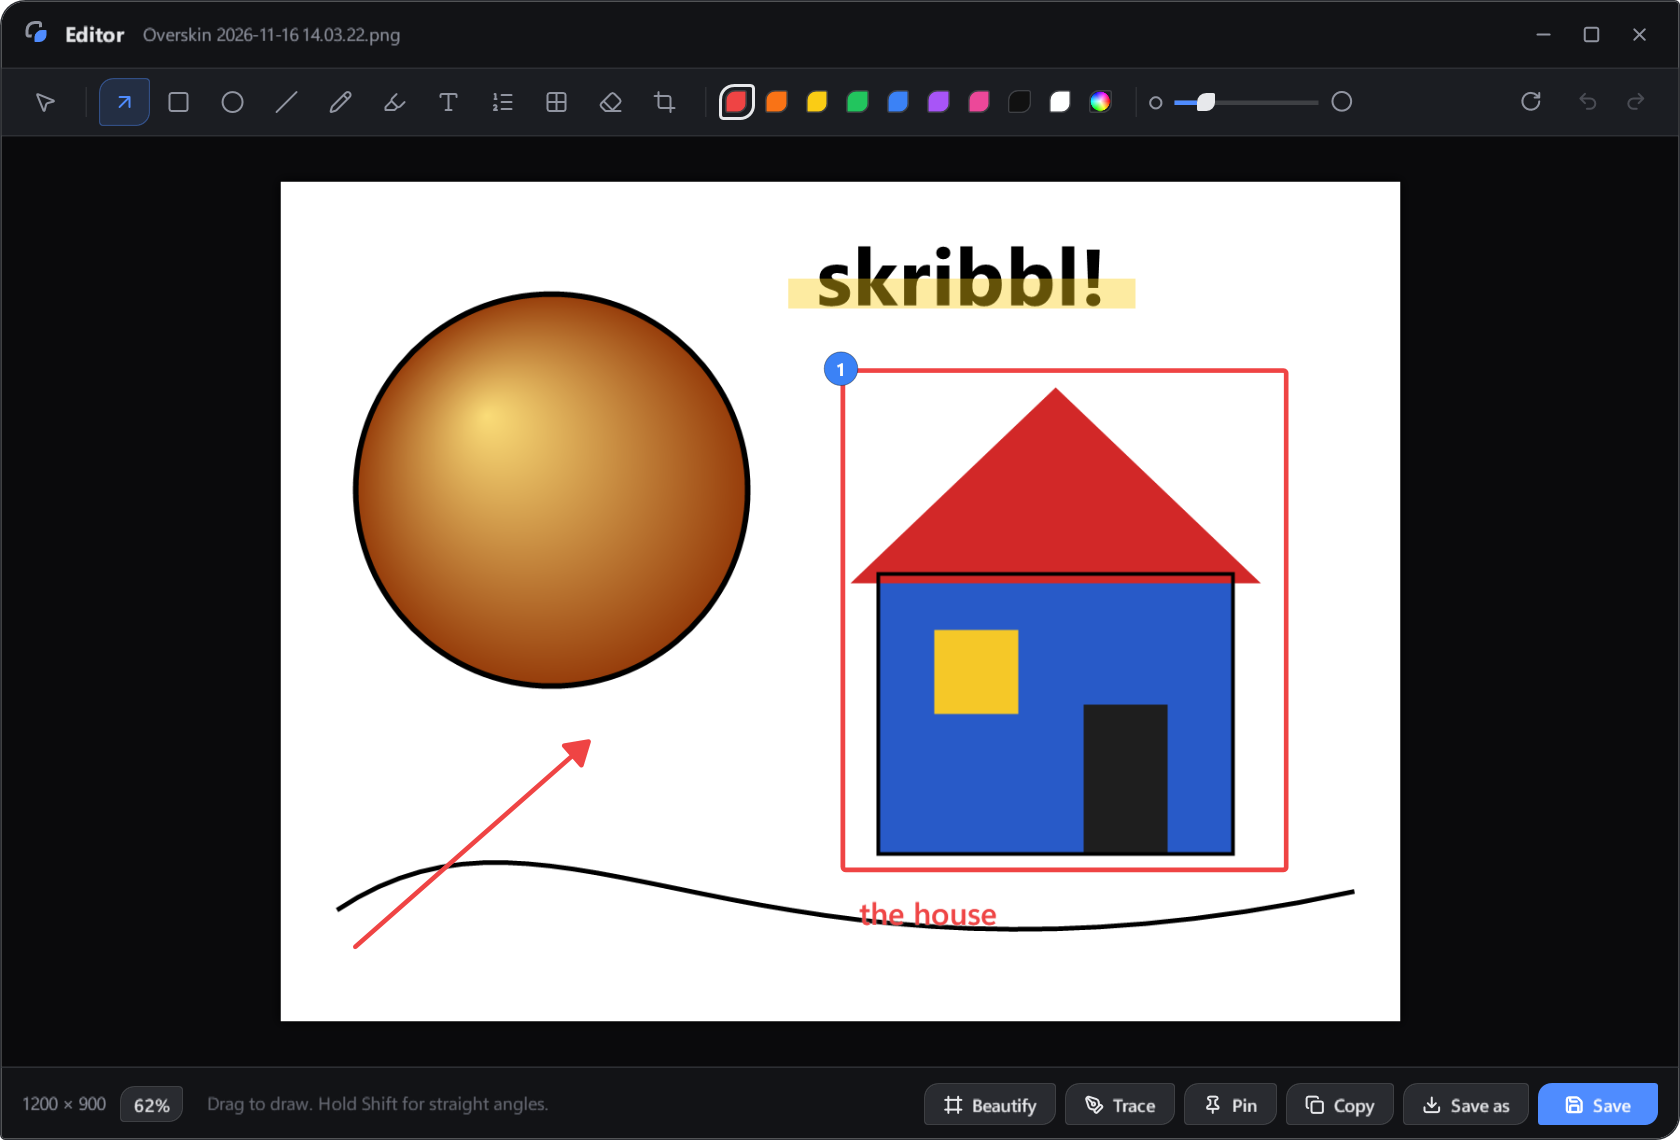 Editor
Overskin 2026-11-16 14.03.22.png
skribbl!
1
the house
1200 × 900
62%
Drag to draw. Hold Shift for straight angles.
Beautify
Trace
Pin
Copy
Save as
Save